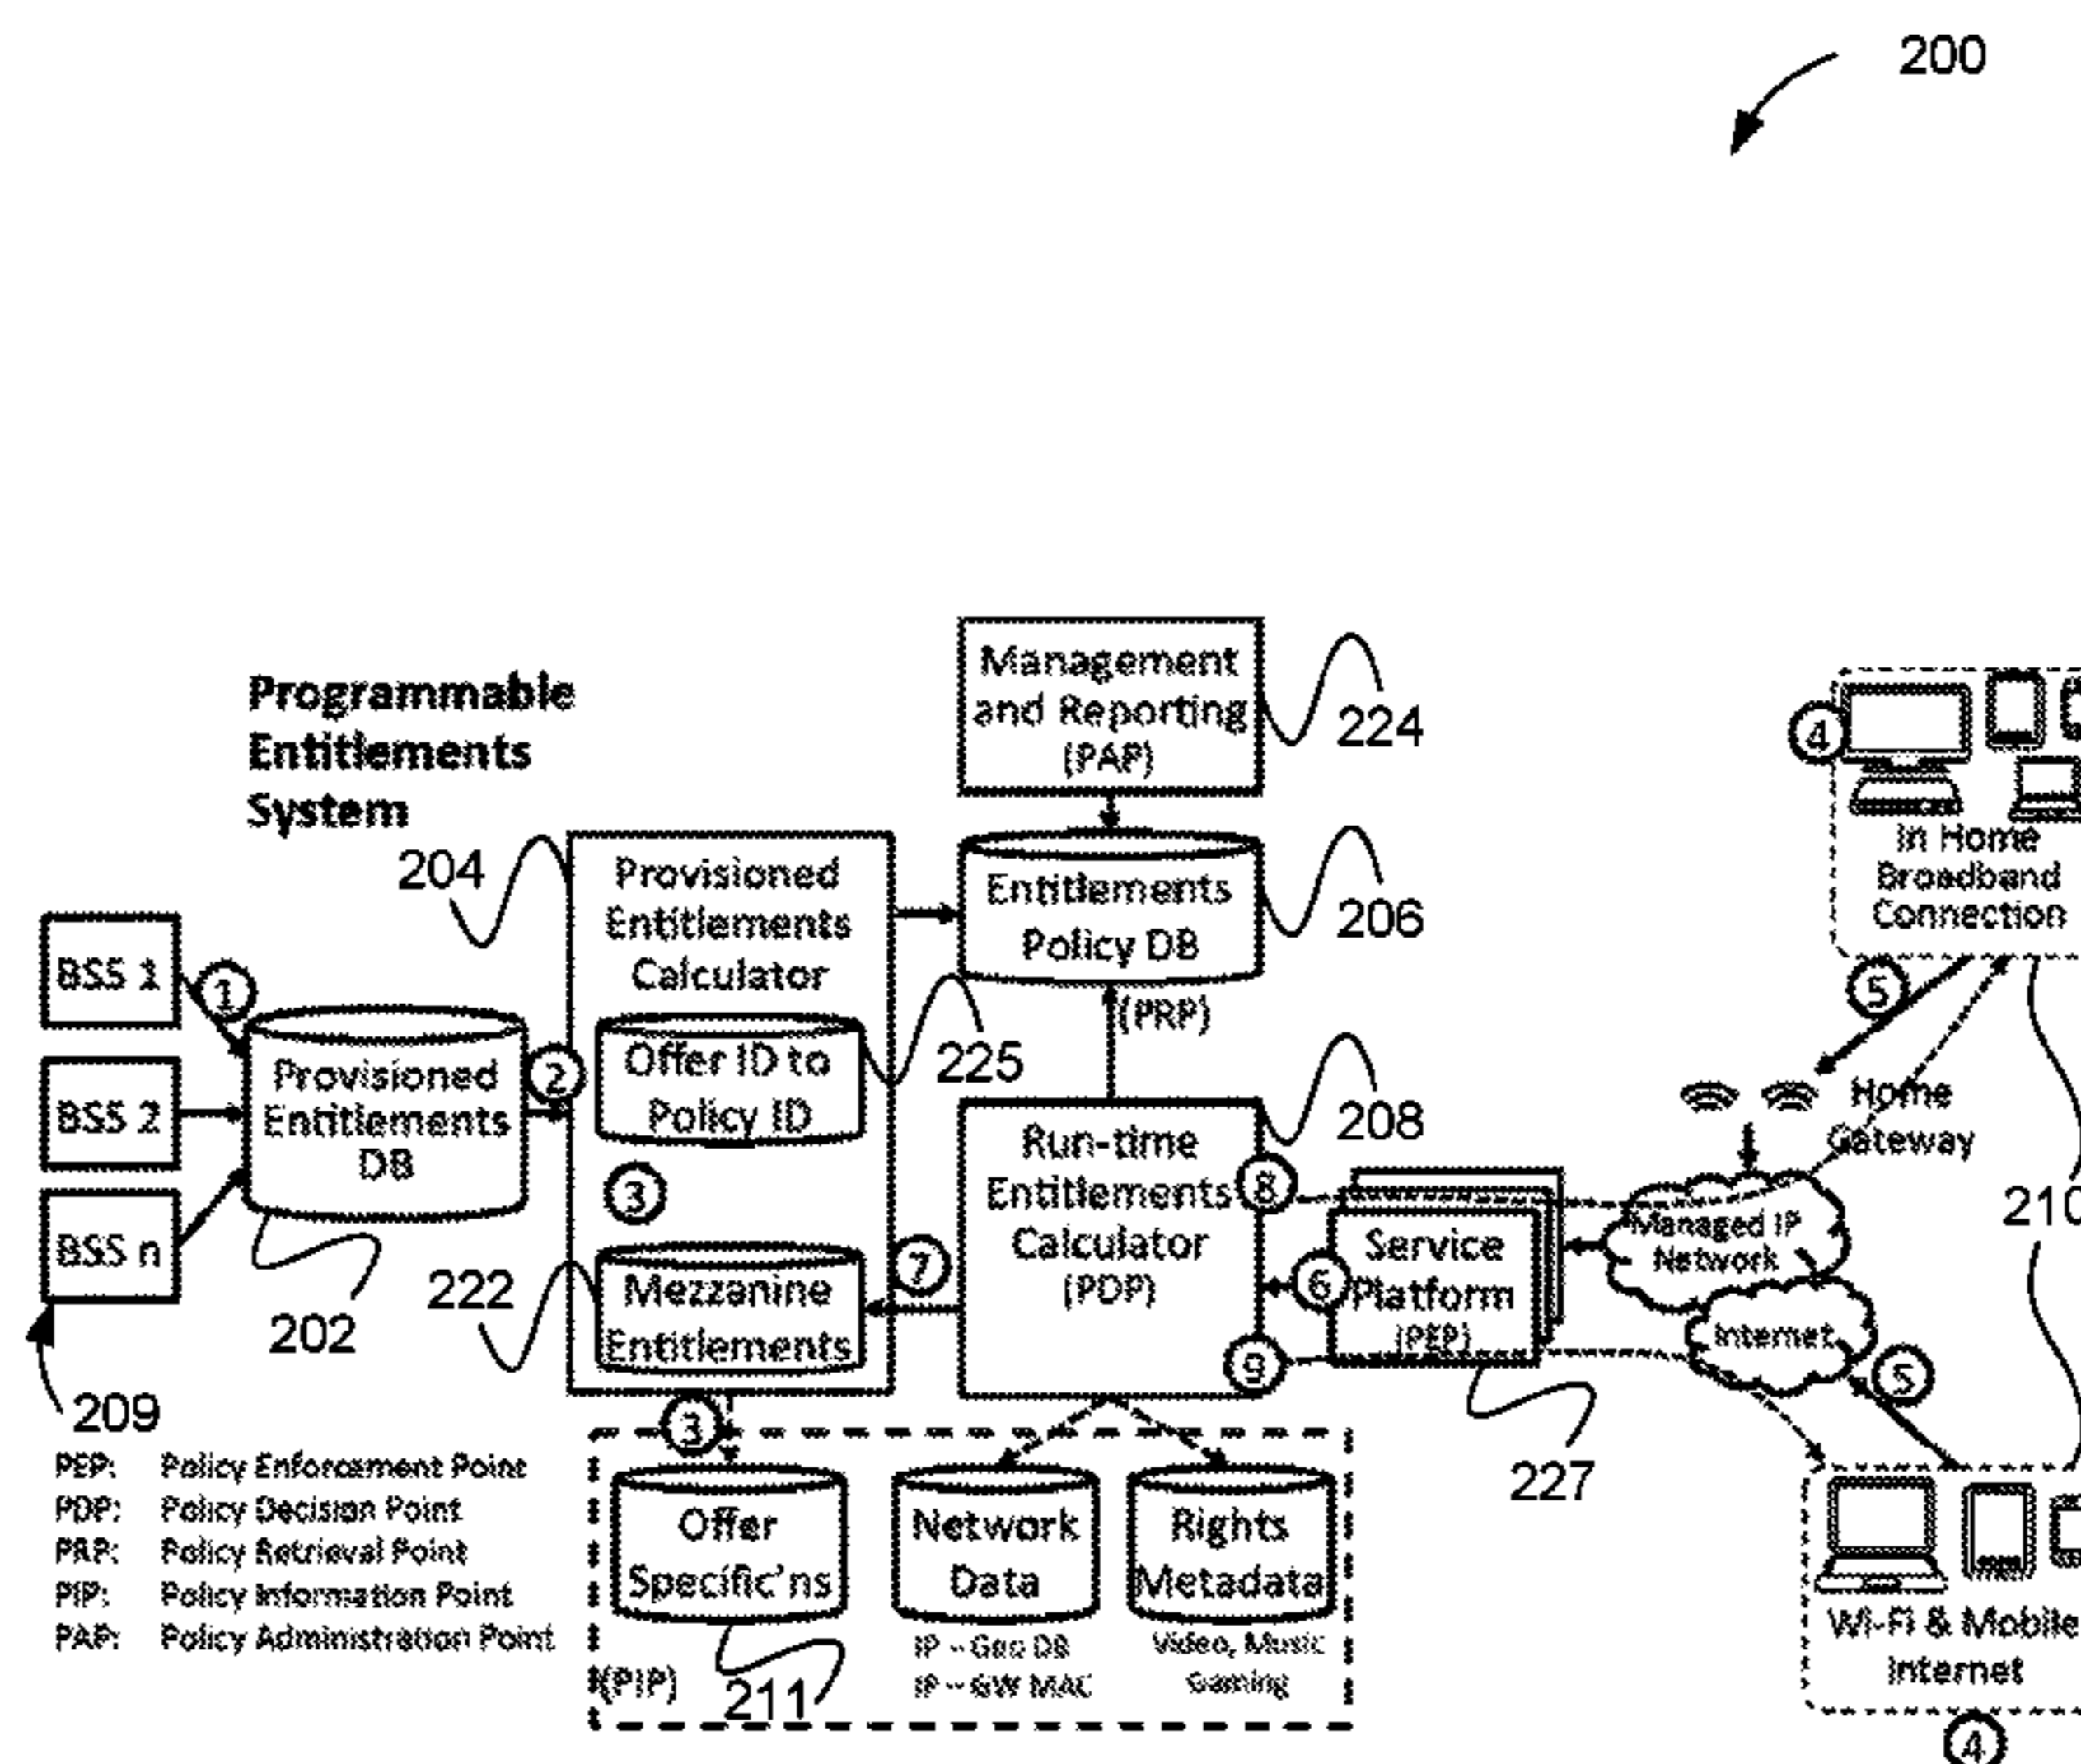 200
Programmable
Entitlements
System
Management
and Reporting
(PAP)
224
4
In Home
Broadband
Connection
204
Provisioned
Entitlements
Calculator
Entitlements
Policy DB
(PRP)
206
BSS 1
BSS 2
BSS n
209
1
Provisioned
Entitlements
DB
202
2
Offer ID to
Policy ID
225
3
222
Mezzanine
Entitlements
7
Run-time
Entitlements
Calculator
(PDP)
208
8
6
9
Service
Platform
(PEP)
227
5
Home
Gateway
Managed IP
Network
Internet
210
5
210
3
PEP: Policy Enforcement Point
PDP: Policy Decision Point
PRP: Policy Retrieval Point
PIP: Policy Information Point
PAP: Policy Administration Point
Offer
Specific'ns
(PIP)
211
Network
Data
IP – Geo DB
IP – GW MAC
Rights
Metadata
Video, Music
Gaming
Wi-Fi & Mobile
Internet
4